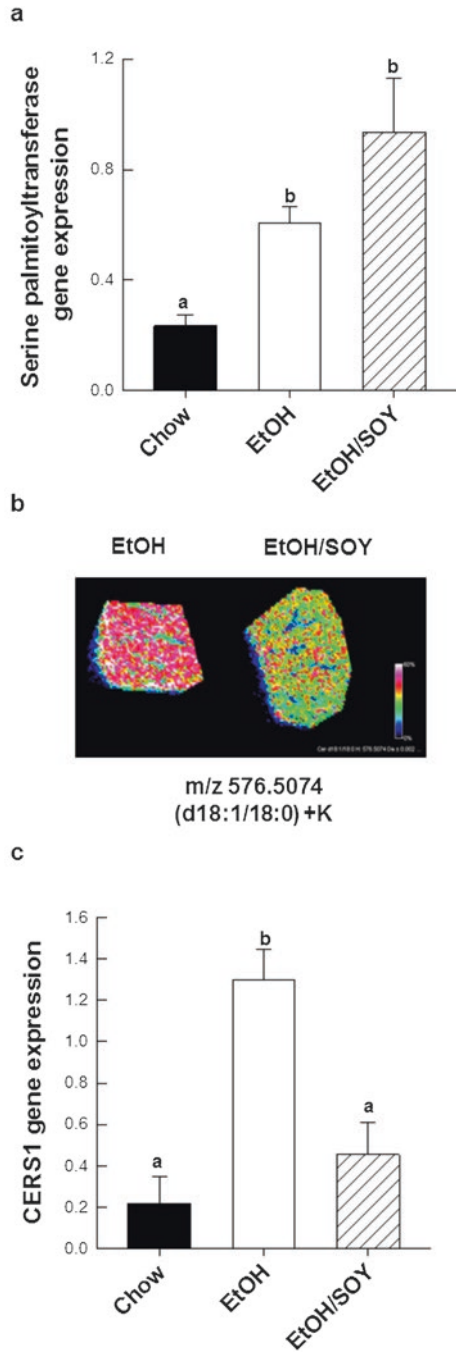 a
Serine palmitoyltransferase
gene expression
1.2
0.8
0.4
0.0
b
b
a
Chow
EtOH
EtOH/SOY
b
EtOH EtOH/SOY
0%
m/z 576.5074
(d18:1/18:0) +K
c
CERS1 gene expression
1.6
1.4
1.2
1.0
0.8
0.6
0.4
0.2
0.0
a
b
a
Chow
EtOH
EtOH/SOY